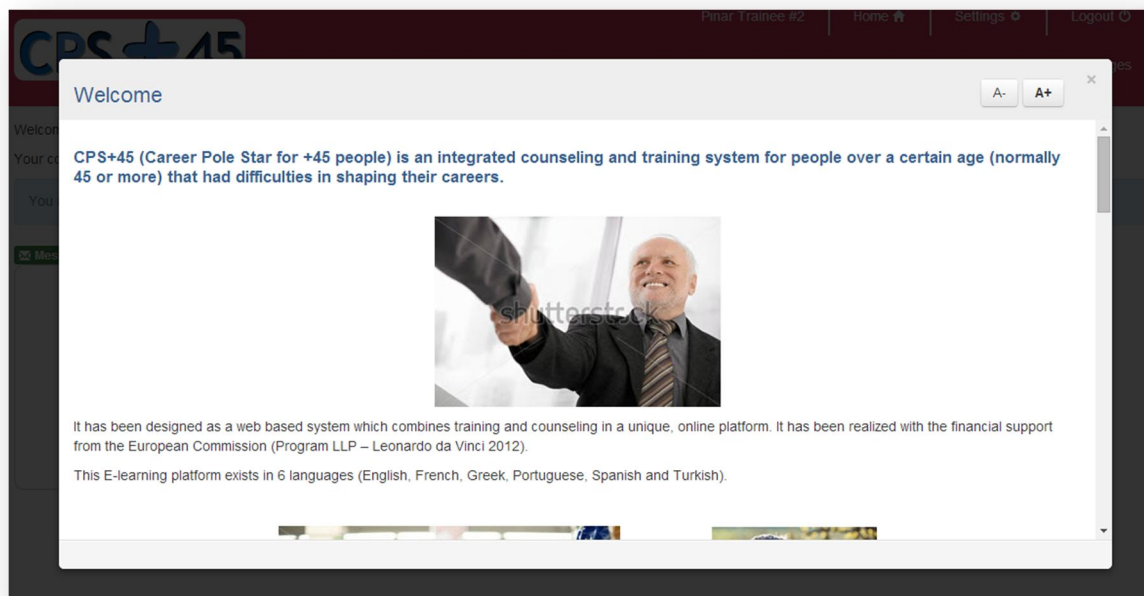 Pinar Trainee #2 Home Settings Logout
CPS+45
Welcome
A- A+
×
CPS+45 (Career Pole Star for +45 people) is an integrated counseling and training system for people over a certain age (normally
45 or more) that had difficulties in shaping their careers.
You
shutterstock
It has been designed as a web based system which combines training and counseling in a unique, online platform. It has been realized with the financial support
from the European Commission (Program LLP – Leonardo da Vinci 2012).
This E-learning platform exists in 6 languages (English, French, Greek, Portuguese, Spanish and Turkish).